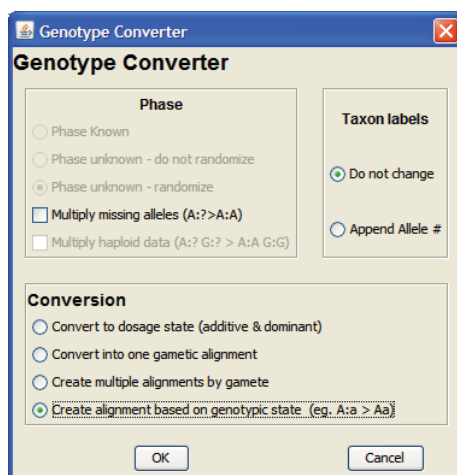 Genotype Converter
Genotype Converter
Phase
Phase Known
Phase unknown - do not randomize
Phase unknown - randomize
Multiply missing alleles (A:?>A:A)
Multiply haploid data (A:? G:? > A:A G:G)
Taxon labels
Do not change
Append Allele #
Conversion
Convert to dosage state (additive & dominant)
Convert into one gametic alignment
Create multiple alignments by gamete
Create alignment based on genotypic state (eg. A:a > Aa)
OK
Cancel